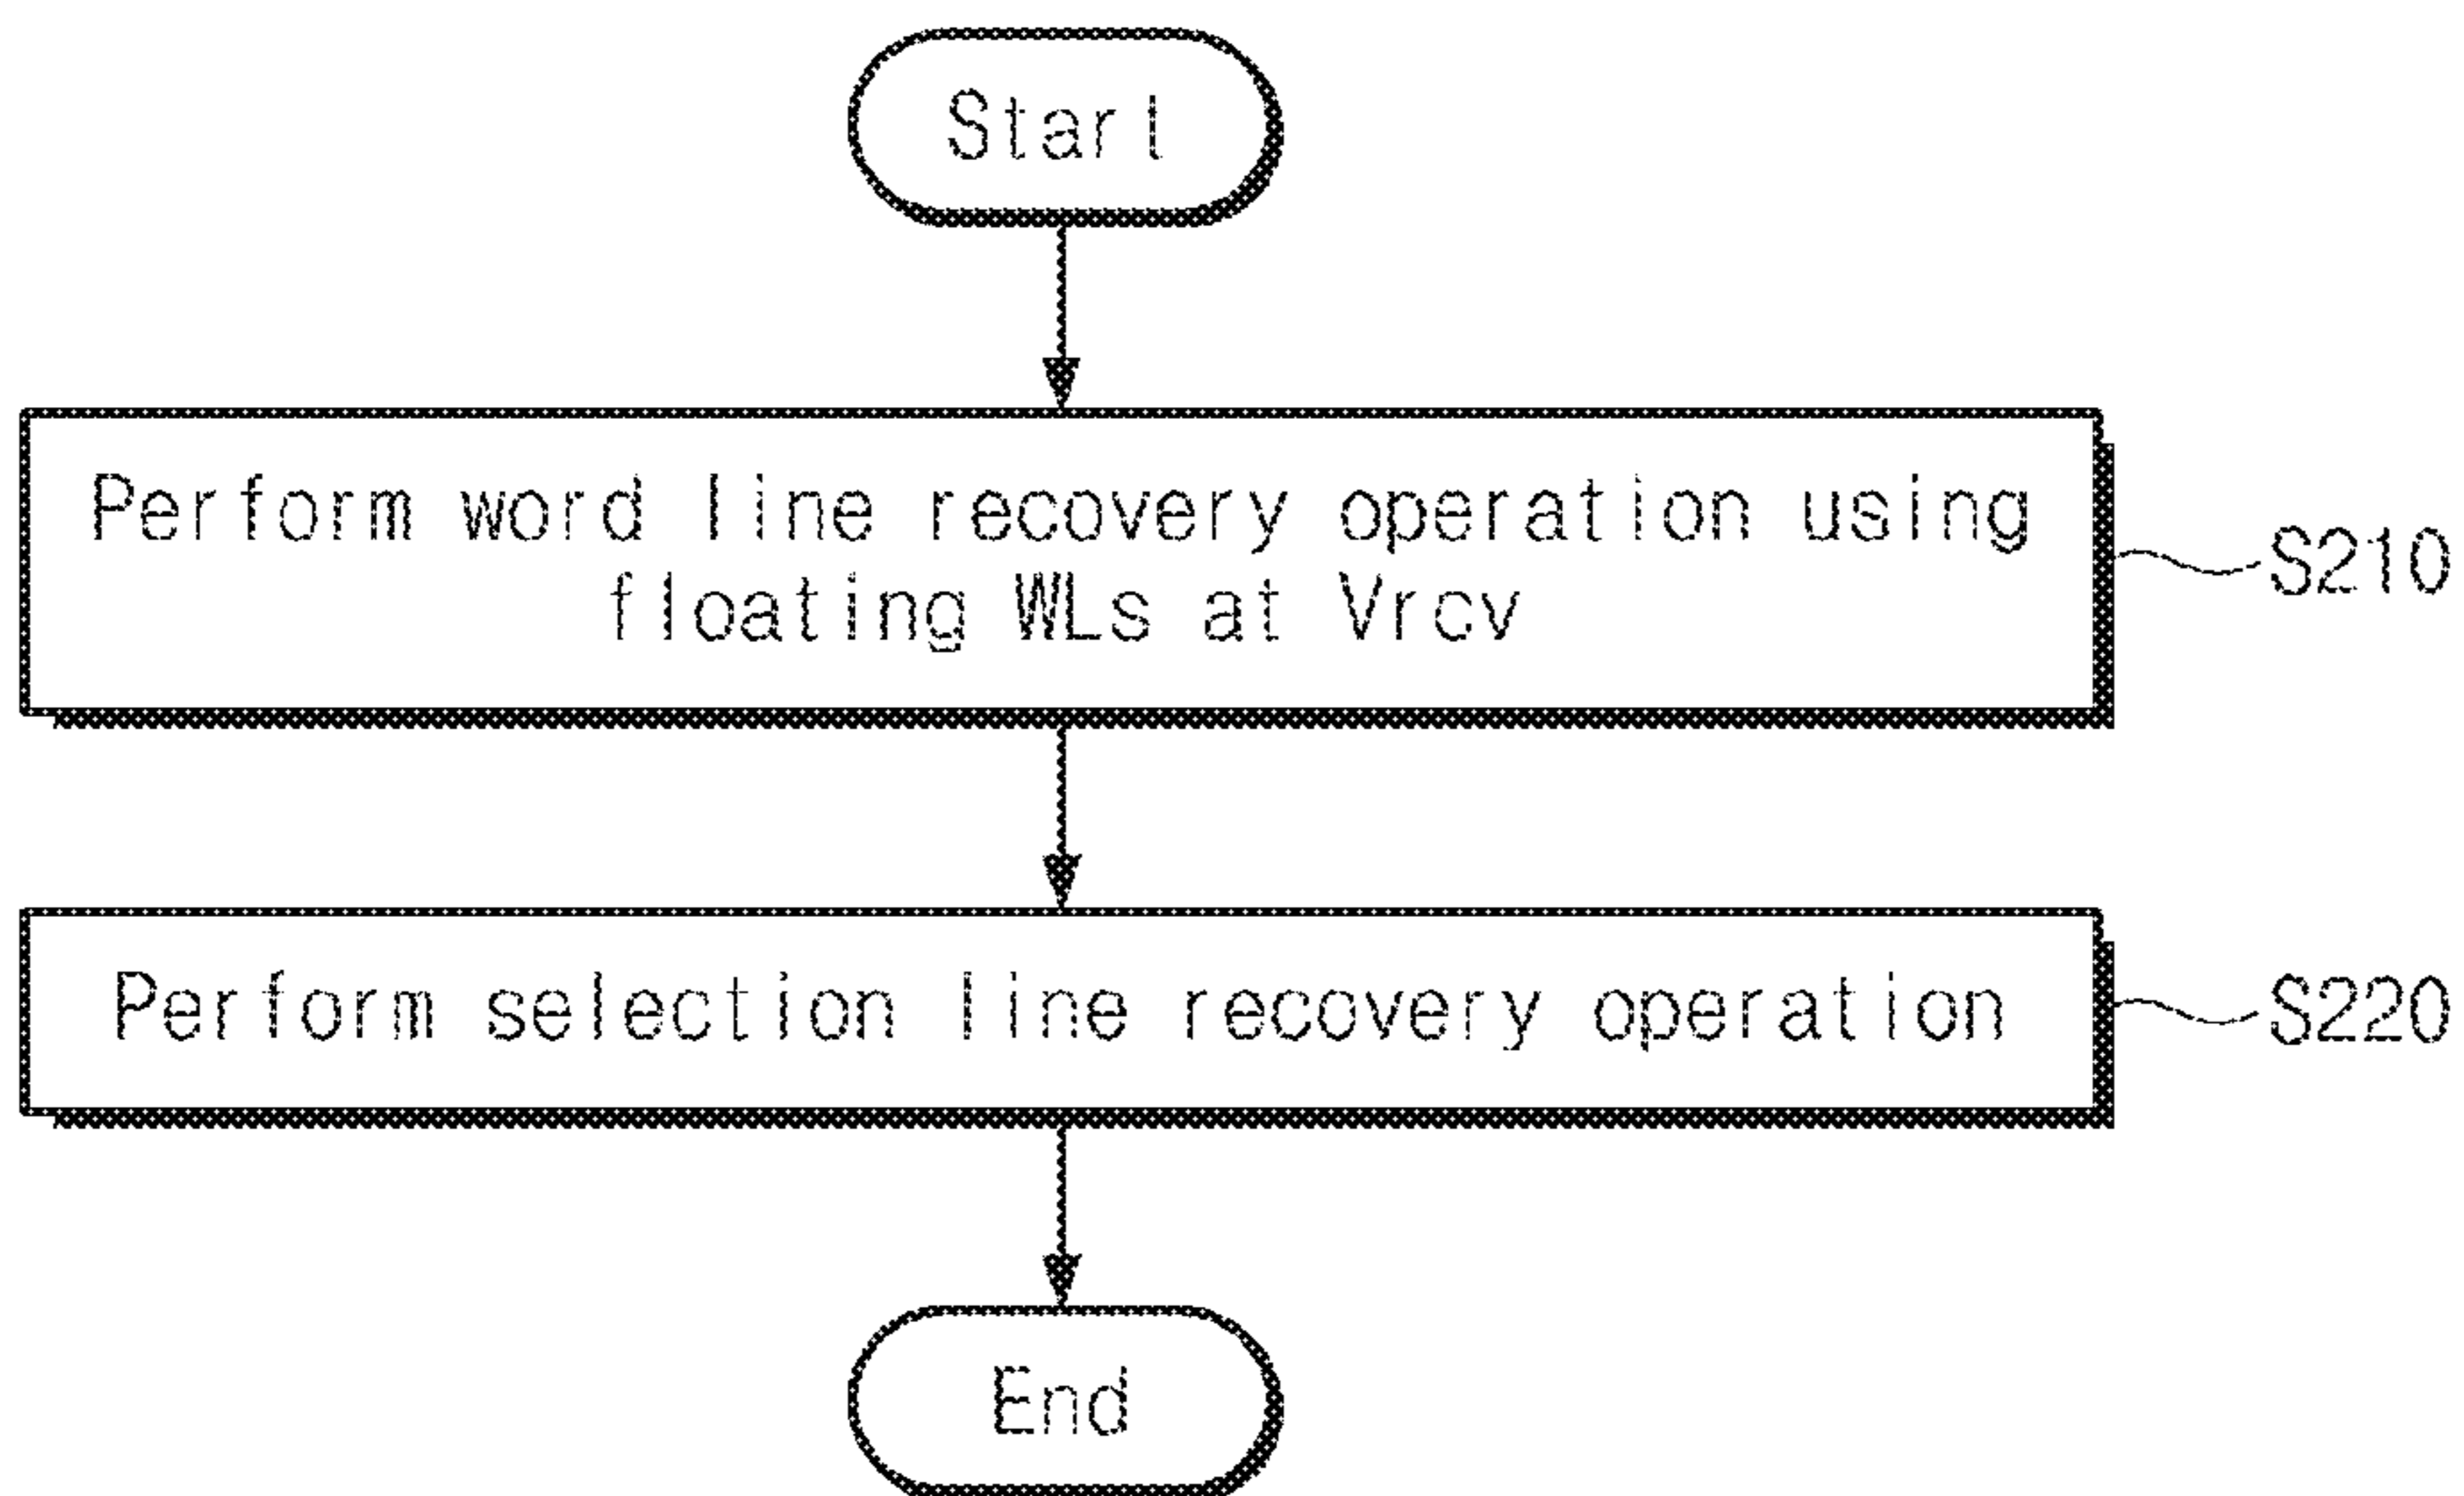 Start
Perform word line recovery operation using
floating WLs at Vrcv
S210
Perform selection line recovery operation
S220
End